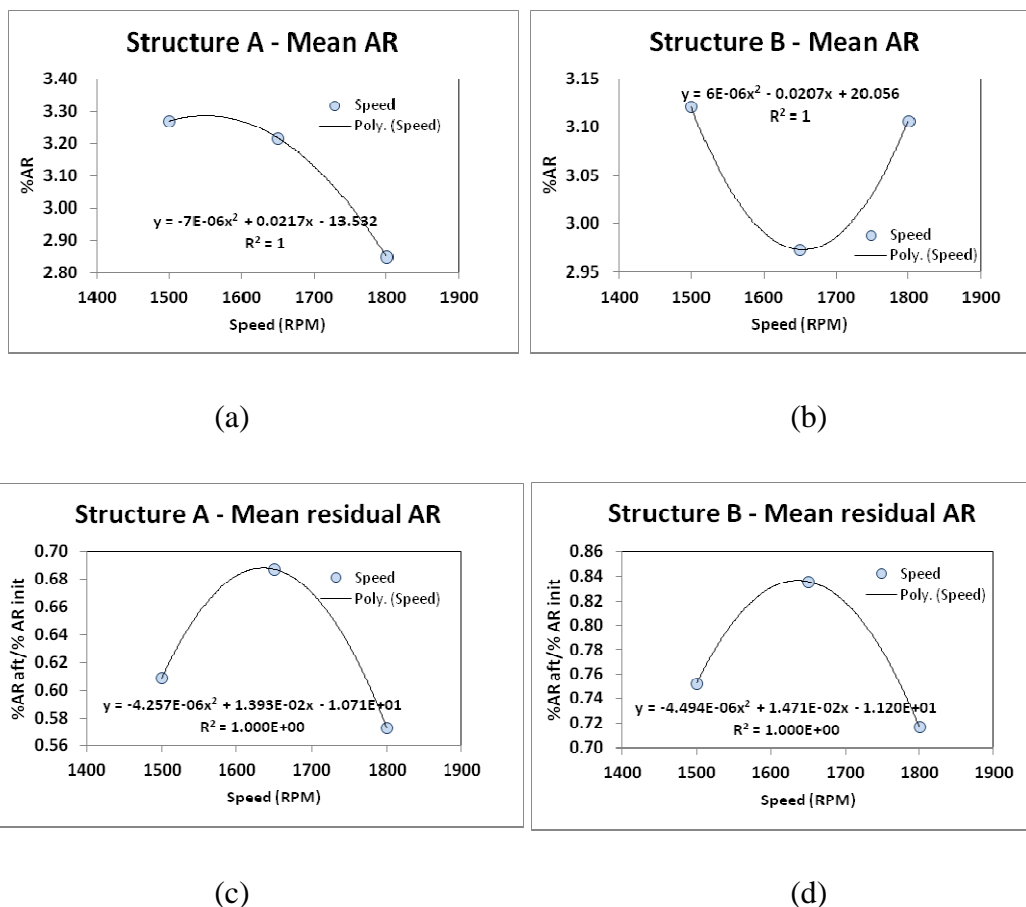 Structure A - Mean AR
3.40
3.30
3.20
3.10
3.00
2.90
2.80
%AR
Speed
Poly. (Speed)
y = -7E-06x² + 0.0217x - 13.532
R² = 1
1400 1500 1600 1700 1800 1900
Speed (RPM)
(a)
Structure B - Mean AR
3.15
3.10
3.05
3.00
2.95
%AR
y = 6E-06x² - 0.0207x + 20.056
R² = 1
Speed
Poly. (Speed)
1400 1500 1600 1700 1800 1900
Speed (RPM)
(b)
Structure A - Mean residual AR
0.70
0.68
0.66
0.64
0.62
0.60
0.58
0.56
%AR aft/% AR init
Speed
Poly. (Speed)
y = -4.257E-06x² + 1.393E-02x - 1.071E+01
R² = 1.000E+00
1400 1500 1600 1700 1800 1900
Speed (RPM)
(c)
Structure B - Mean residual AR
0.86
0.84
0.82
0.80
0.78
0.76
0.74
0.72
0.70
%AR aft/% AR init
Speed
Poly. (Speed)
y = -4.494E-06x² + 1.471E-02x - 1.120E+01
R² = 1.000E+00
1400 1500 1600 1700 1800 1900
Speed (RPM)
(d)